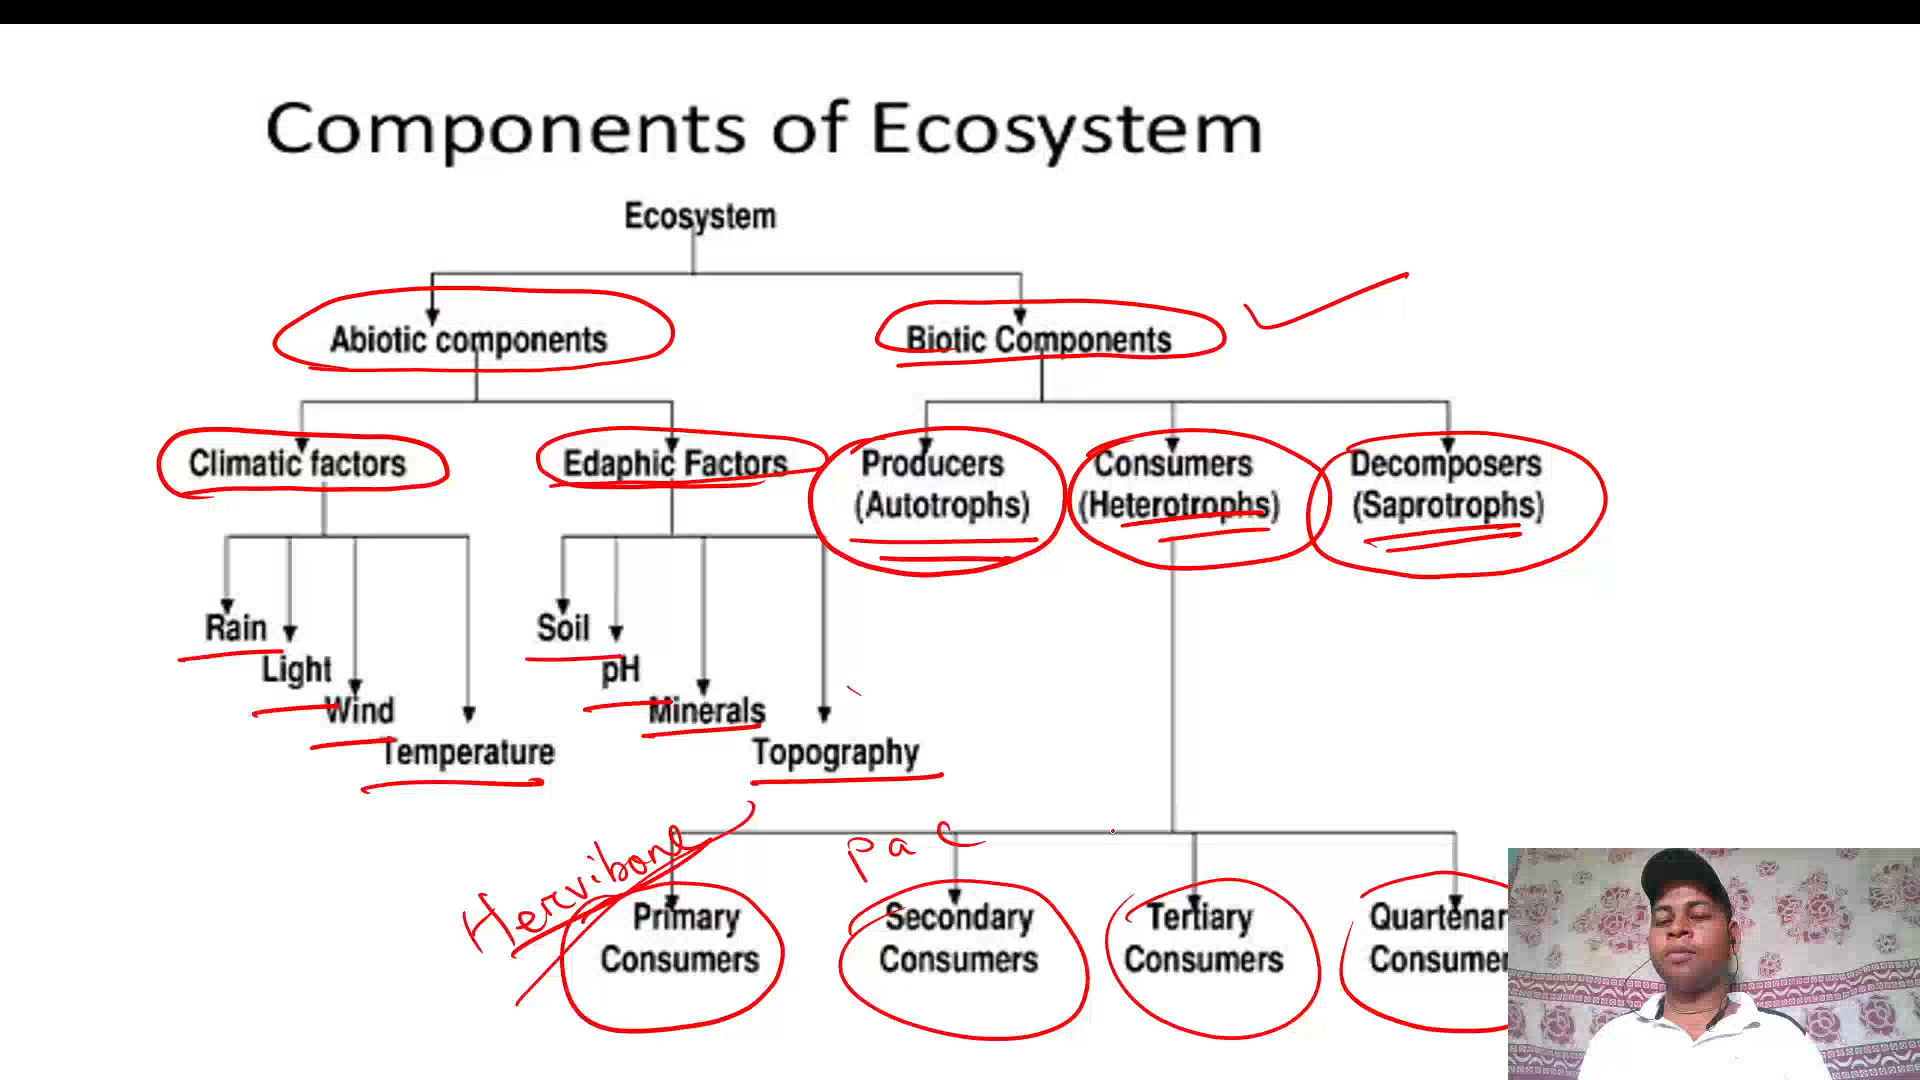 Components of Ecosystem
Ecosystem
Abiotic components Biotic Components
Climatic factors Edaphic Factors Producers Consumers Decomposers
(Autotrophs) (Heterotrophs) (Saprotrophs)
Rain Soil
Light pH
Wind Minerals
Temperature Topography
Hervibone P a C
Primary Secondary Tertiary Quartenar
Consumers Consumers Consumers Consumer